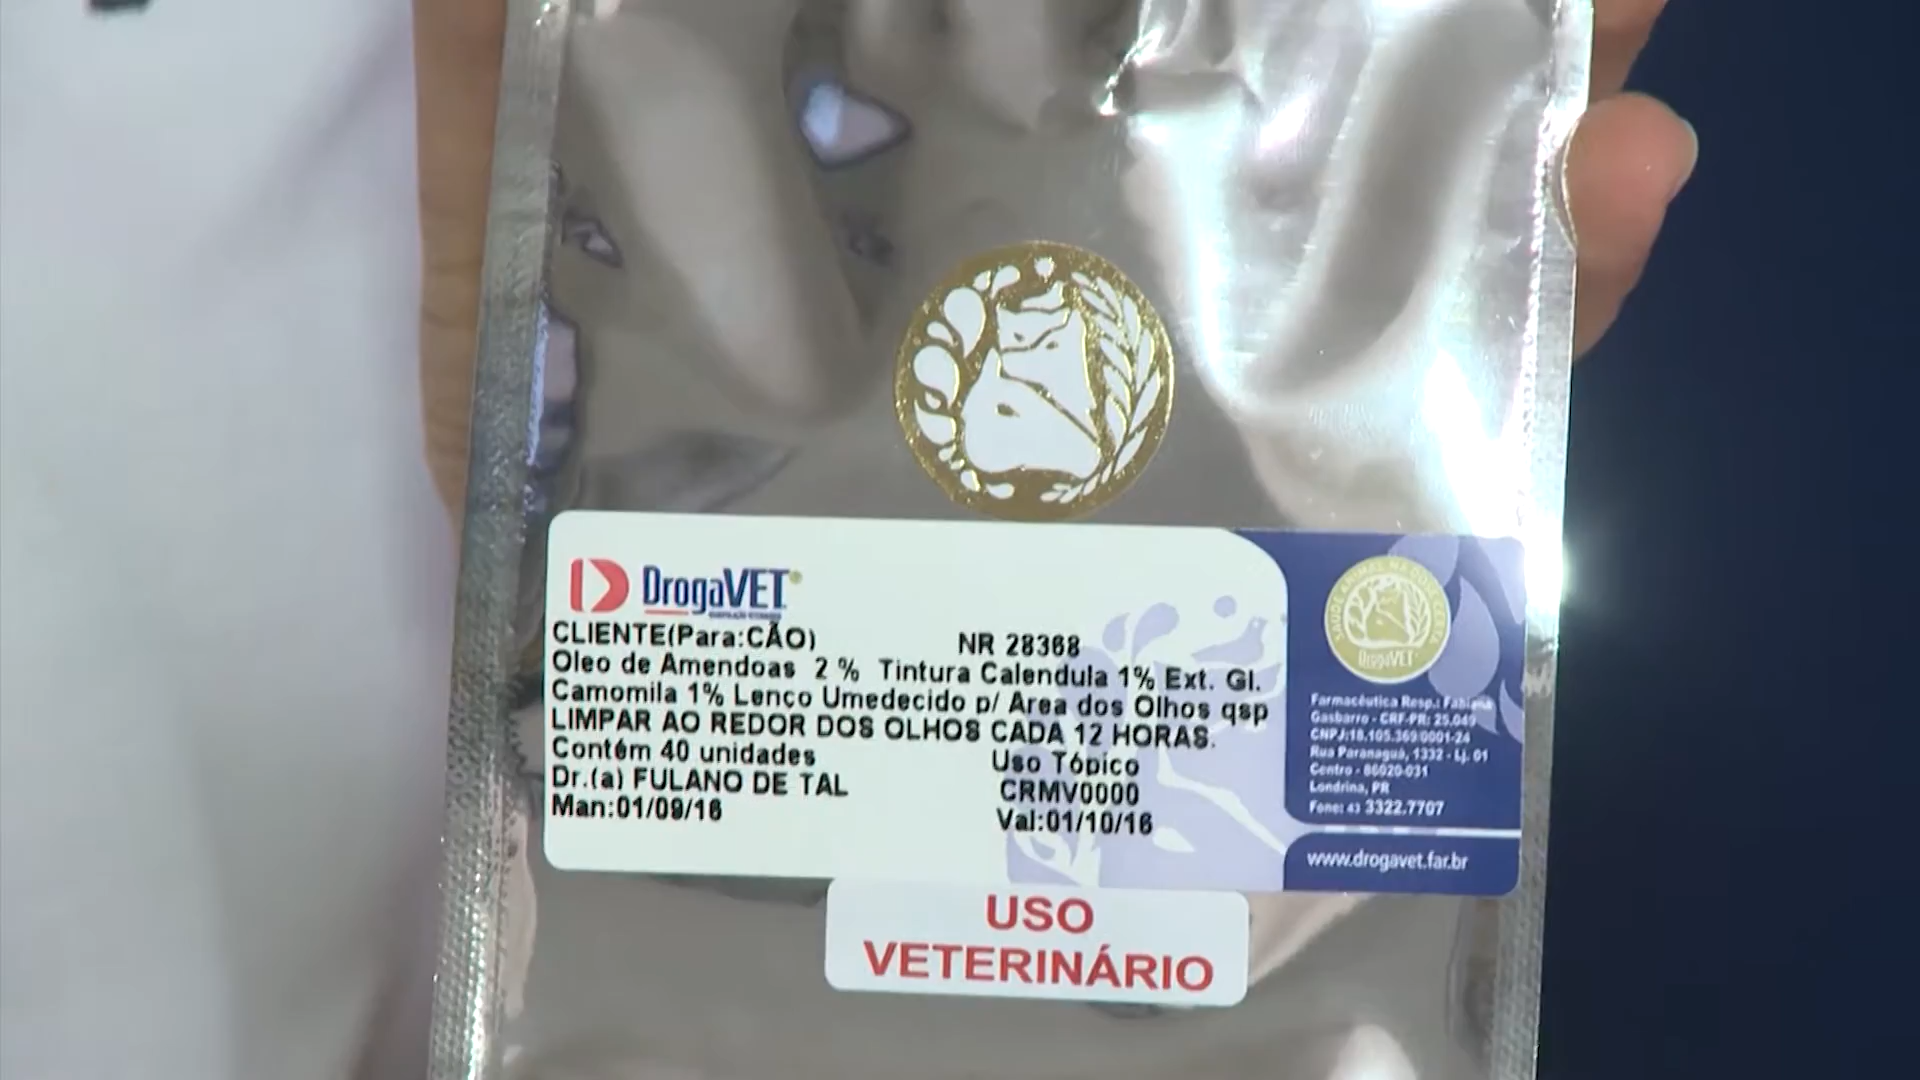 DrogaVET
CLIENTE(Para:CÃO) NR 28368
Oleo de Amendoas 2 % Tintura Calendula 1% Ext. Gl.
Camomila 1% Lenço Umedecido p/ Area dos Olhos qsp
LIMPAR AO REDOR DOS OLHOS CADA 12 HORAS.
Contém 40 unidades Uso Tópico
Dr.(a) FULANO DE TAL CRMV0000
Man:01/09/16 Val:01/10/16
DrogaVET
Farmacêutica Resp.: Fabiana
Gasbarro - CRF-PR: 25.049
CNPJ:18.105.369/0001-24
Rua Paranaguá, 1332 - Lj. 01
Centro - 86020-031
Londrina, PR
Fone: 43 3322.7707
www.drogavet.far.br
USO
VETERINÁRIO